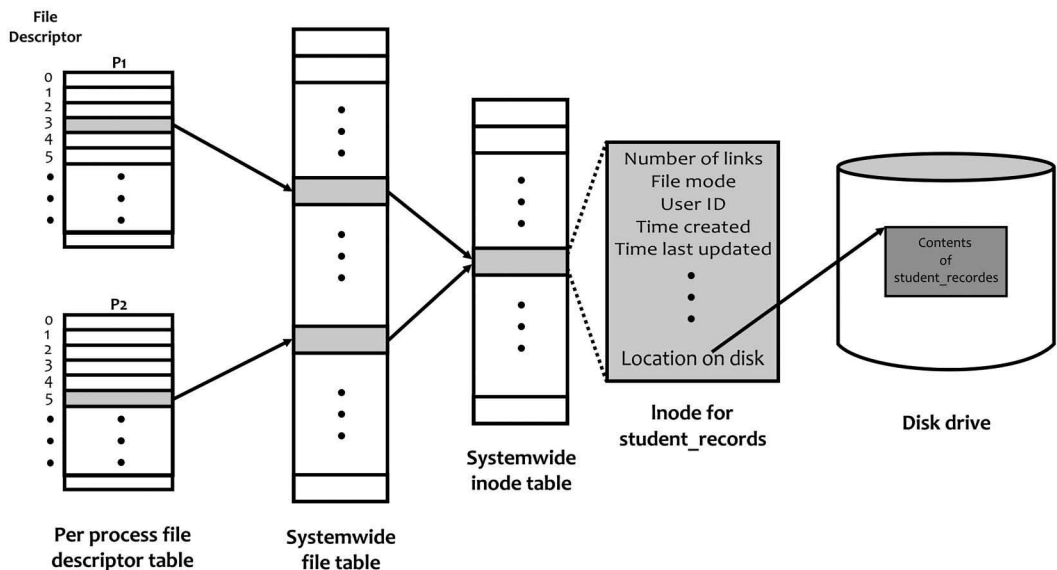 File
Descriptor
P1
0
1
2
3
4
5
P2
0
1
2
3
4
5
Per process file
descriptor table
Systemwide
file table
Systemwide
inode table
Number of links
File mode
User ID
Time created
Time last updated
Location on disk
Inode for
student_records
Contents
of
student_recordes
Disk drive